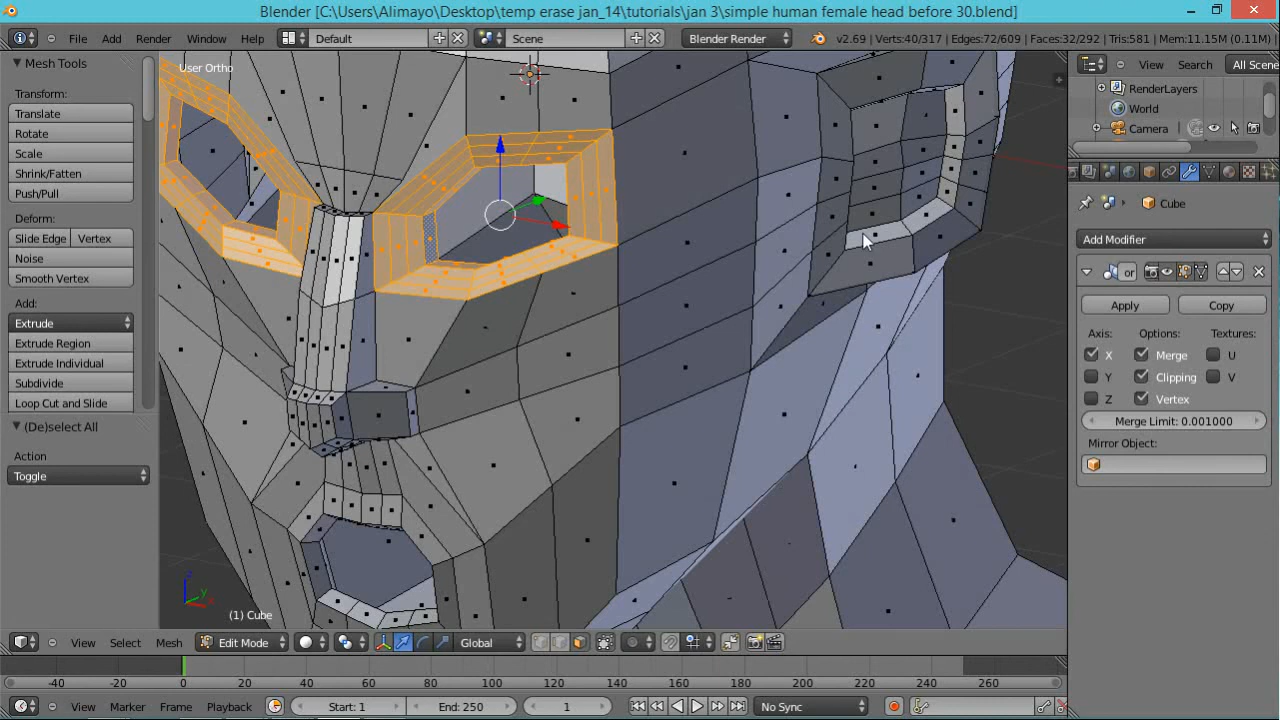 Blender [C:\Users\Alimayo\Desktop\temp erase jan_14\tutorials\jan 3\simple human female head before 30.blend]
File Add Render Window Help Default Scene Blender Render v2.69 | Verts:40/317 | Edges:72/609 | Faces:32/292 | Tris:581 | Mem:11.15M (0.11M) |
Mesh Tools
Transform:
Translate
Rotate
Scale
Shrink/Fatten
Push/Pull
Deform:
Slide Edge Vertex
Noise
Smooth Vertex
Add:
Extrude
Extrude Region
Extrude Individual
Subdivide
Loop Cut and Slide
(De)select All
Action
Toggle
User Ortho
(1) Cube
z
y
x
View Search All Scene
RenderLayers
World
Camera
Cube
Add Modifier
or
Apply Copy
Axis: Options: Textures:
X Merge U
Y Clipping V
Z Vertex
Merge Limit: 0.001000
Mirror Object:
View Select Mesh Edit Mode Global
-40 -20 0 20 40 60 80 100 120 140 160 180 200 220 240 260
View Marker Frame Playback Start: 1 End: 250 1 No Sync